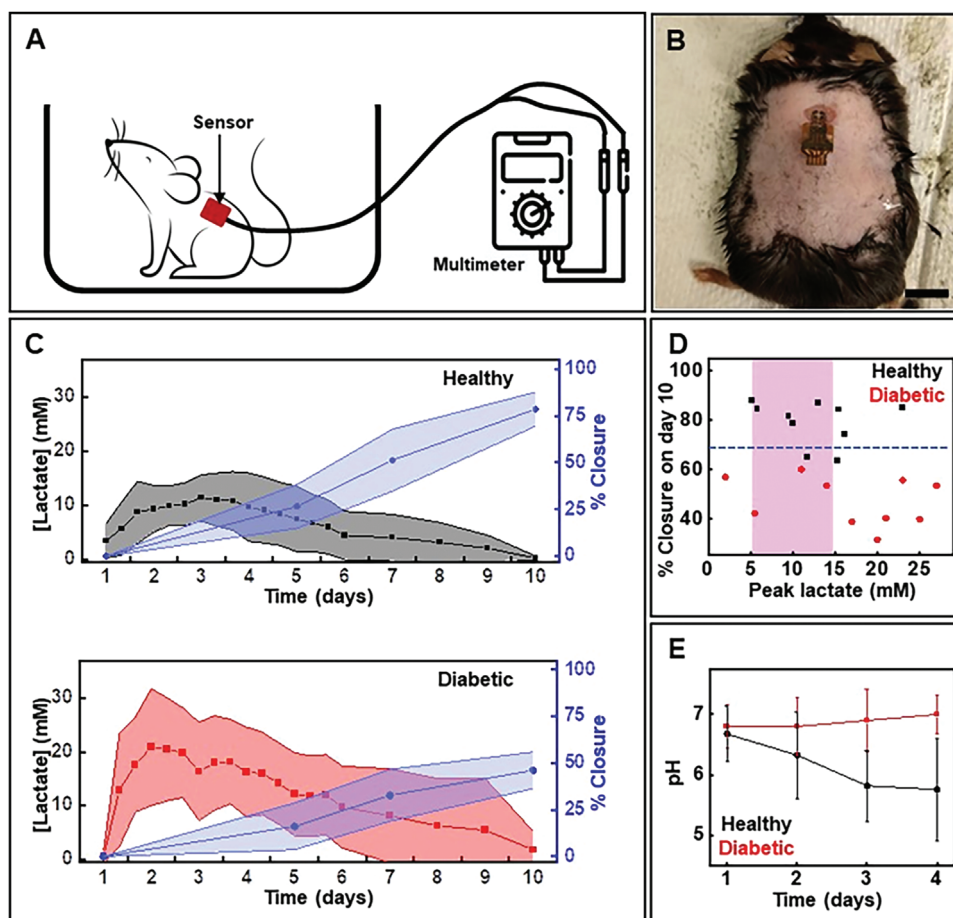 A
Sensor
Multimeter
B
C
Healthy
[Lactate] (mM)
30
20
10
0
% Closure
100
75
50
25
0
1 2 3 4 5 6 7 8 9 10
Time (days)
Diabetic
[Lactate] (mM)
30
20
10
0
% Closure
100
75
50
25
0
1 2 3 4 5 6 7 8 9 10
Time (days)
D
Healthy
Diabetic
% Closure on day 10
100
80
60
40
0 5 10 15 20 25
Peak lactate (mM)
E
pH
7
6
5
Healthy
Diabetic
1 2 3 4
Time (days)